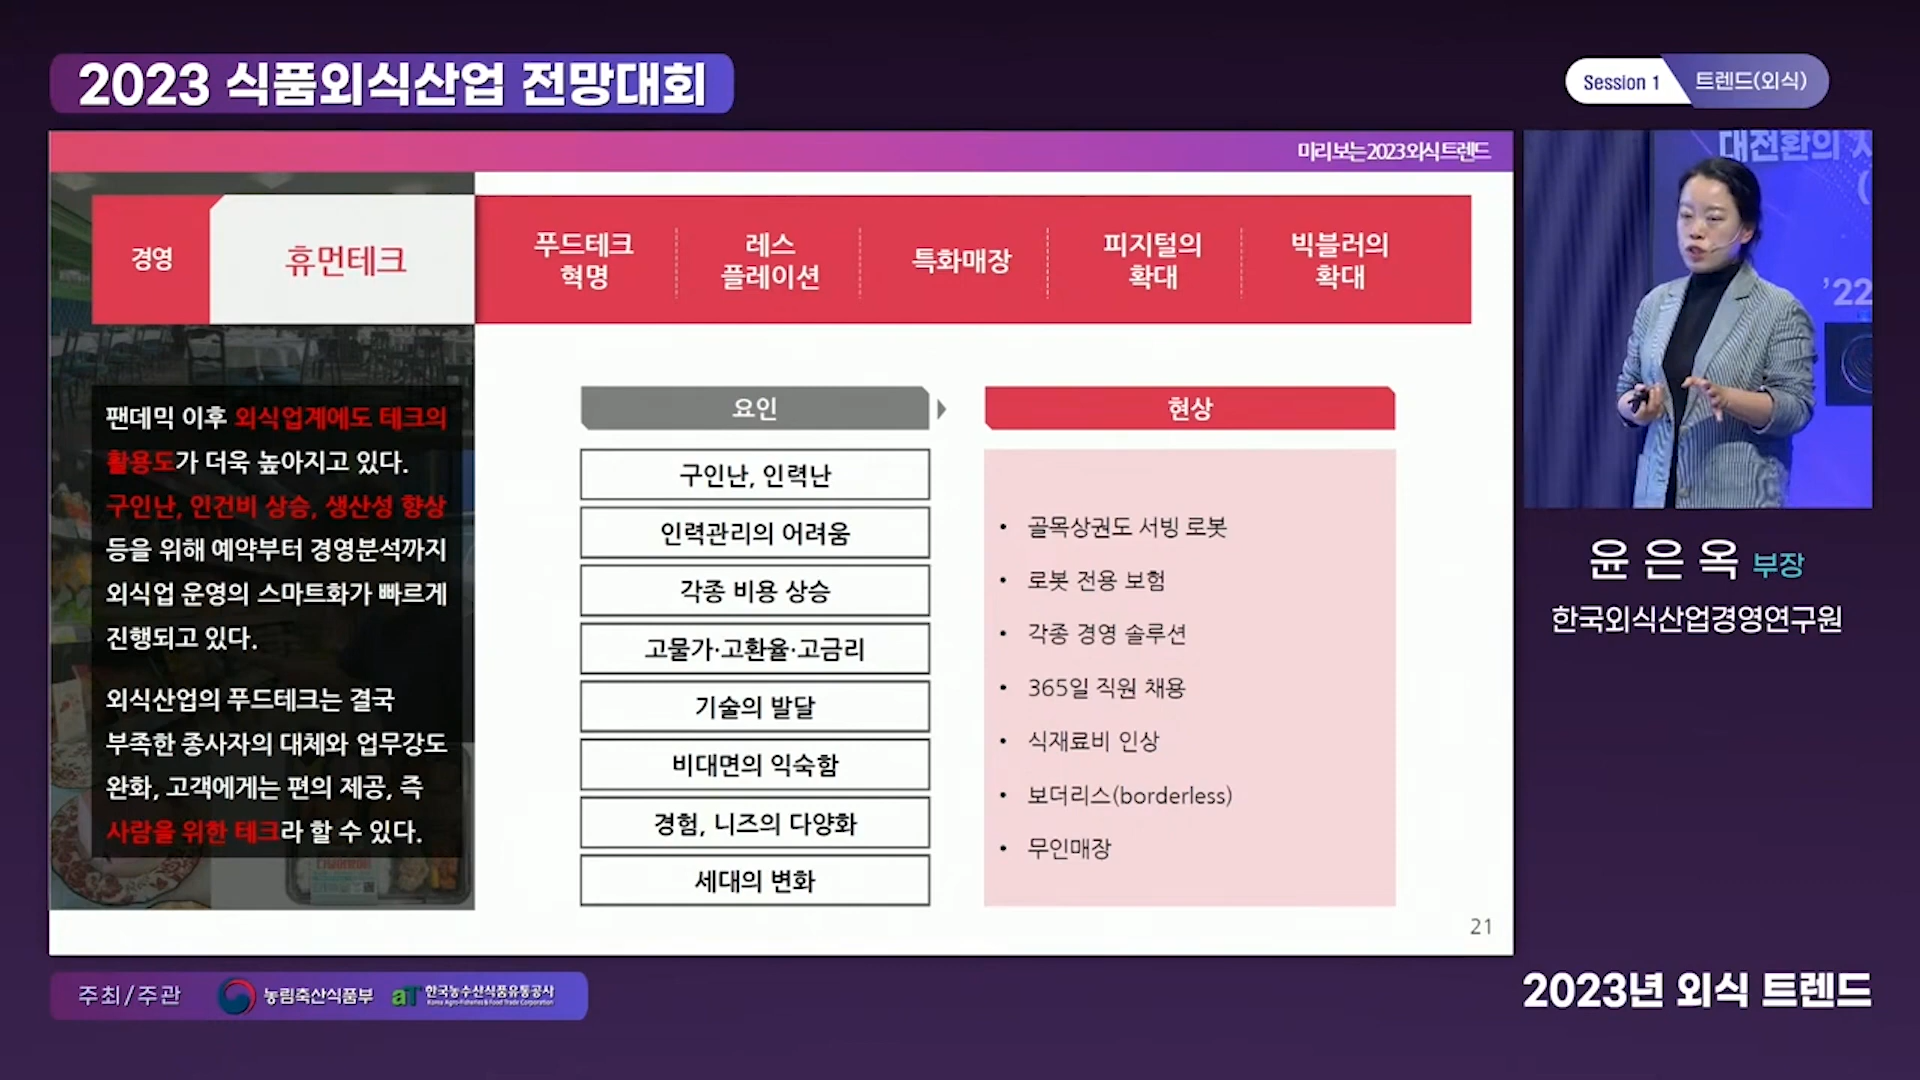 2023 식품외식산업 전망대회
Session 1
트렌드(외식)
미리보는 2023 외식 트렌드
경영
휴먼테크
푸드테크
혁명
레스
플레이션
특화매장
피지털의
확대
빅블러의
확대
팬데믹 이후 외식업계에도 테크의
활용도가 더욱 높아지고 있다.
구인난, 인건비 상승, 생산성 향상
등을 위해 예약부터 경영분석까지
외식업 운영의 스마트화가 빠르게
진행되고 있다.
외식산업의 푸드테크는 결국
부족한 종사자의 대체와 업무강도
완화, 고객에게는 편의 제공, 즉
사람을 위한 테크라 할 수 있다.
요인
구인난, 인력난
인력관리의 어려움
각종 비용 상승
고물가·고환율·고금리
기술의 발달
비대면의 익숙함
경험, 니즈의 다양화
세대의 변화
현상
• 골목상권도 서빙 로봇
• 로봇 전용 보험
• 각종 경영 솔루션
• 365일 직원 채용
• 식재료비 인상
• 보더리스(borderless)
• 무인매장
21
대전환의
'22
윤은옥 부장
한국외식산업경영연구원
주최/주관
농림축산식품부
aT 한국농수산식품유통공사
Korea Agro-Fisheries & Food Trade Corporation
2023년 외식 트렌드